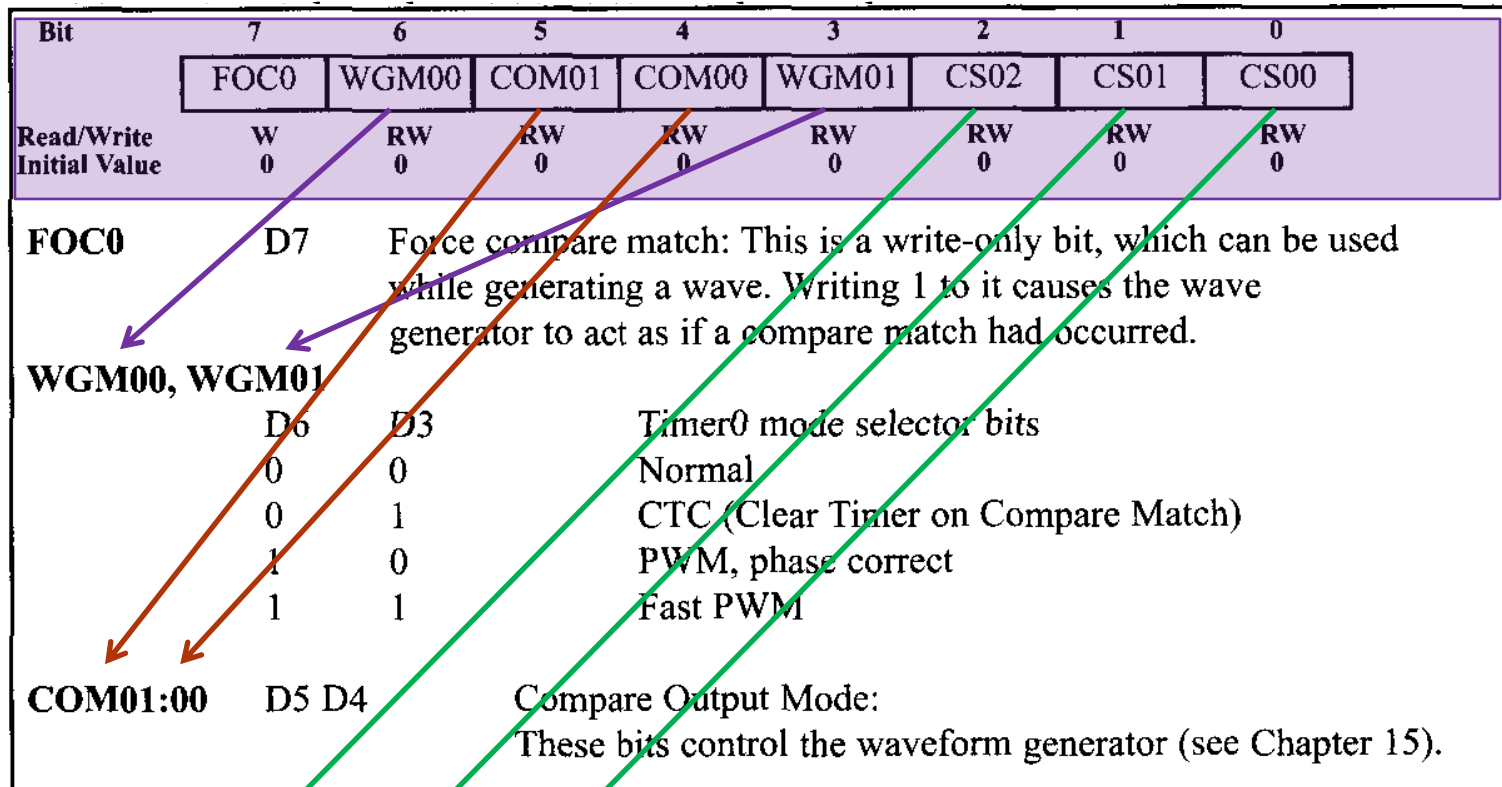 Bit 7 6 5 4 3 2 1 0
FOC0 WGM00 COM01 COM00 WGM01 CS02 CS01 CS00
Read/Write W RW RW RW RW RW RW RW
Initial Value 0 0 0 0 0 0 0 0
FOC0 D7 Force compare match: This is a write-only bit, which can be used
while generating a wave. Writing 1 to it causes the wave
generator to act as if a compare match had occurred.
WGM00, WGM01
D6 D3 Timer0 mode selector bits
0 0 Normal
0 1 CTC (Clear Timer on Compare Match)
1 0 PWM, phase correct
1 1 Fast PWM
COM01:00 D5 D4 Compare Output Mode:
These bits control the waveform generator (see Chapter 15).